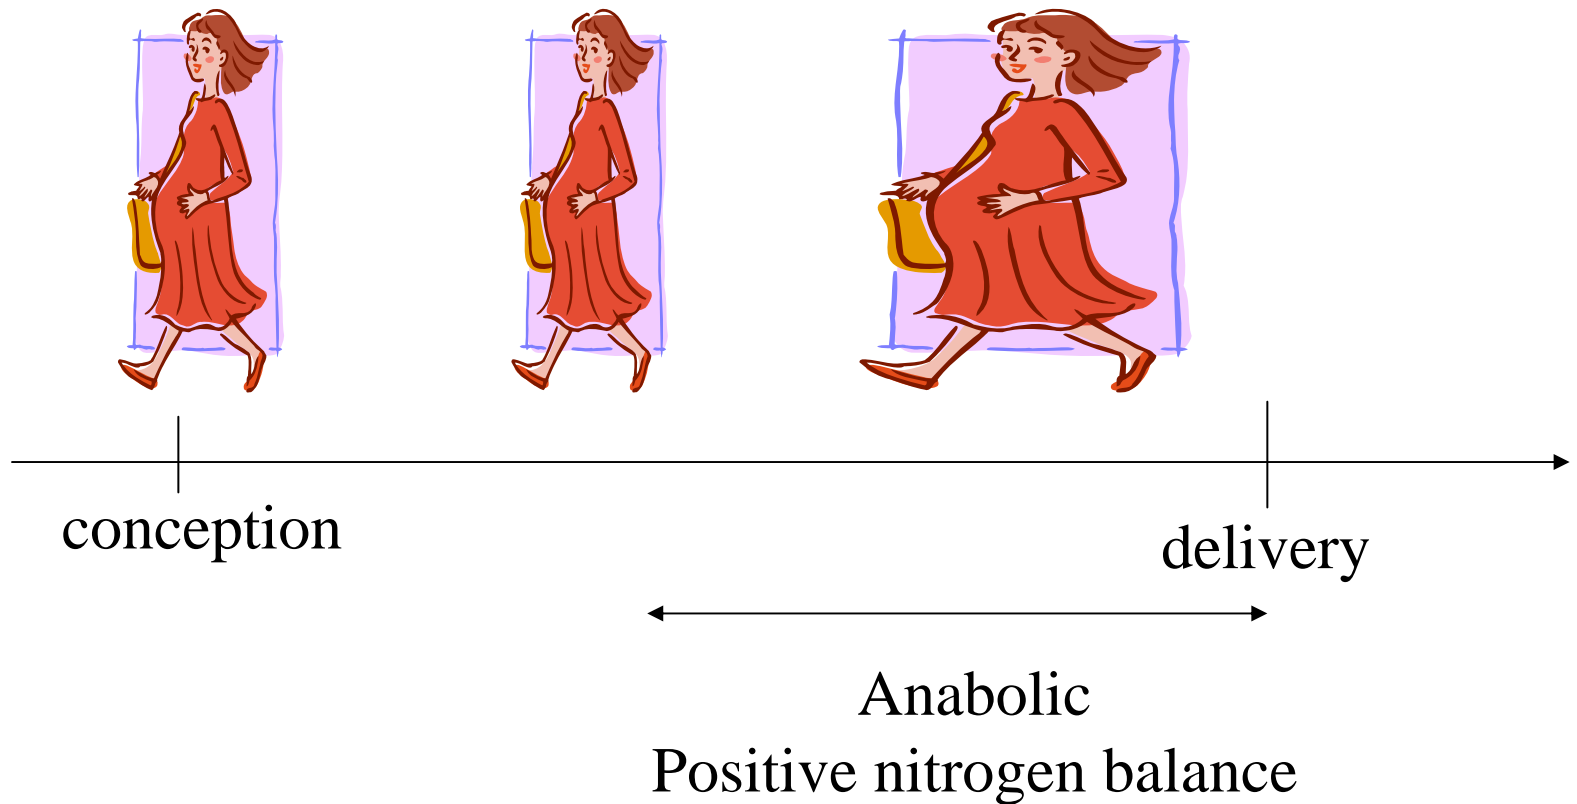 conception
delivery
Anabolic
Positive nitrogen balance